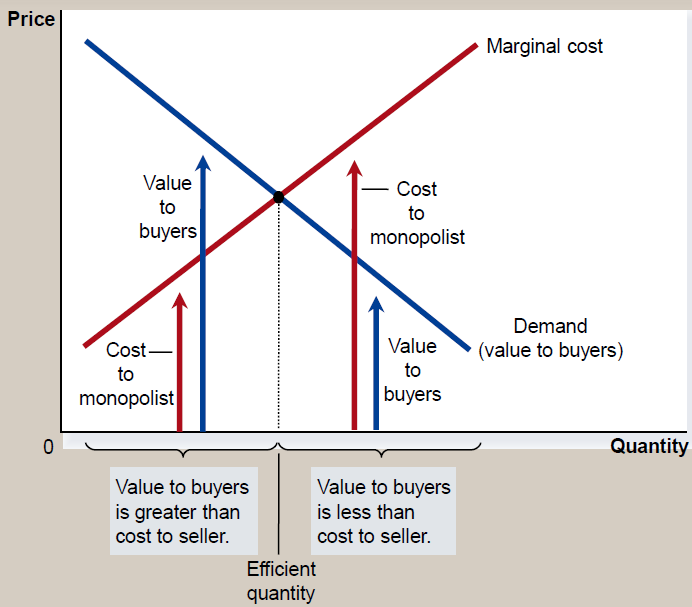 Price
Marginal cost
Value
to
buyers
Cost
to
monopolist
Cost
to
monopolist
Value
to
buyers
Demand
(value to buyers)
0
Quantity
Value to buyers
is greater than
cost to seller.
Value to buyers
is less than
cost to seller.
Efficient
quantity